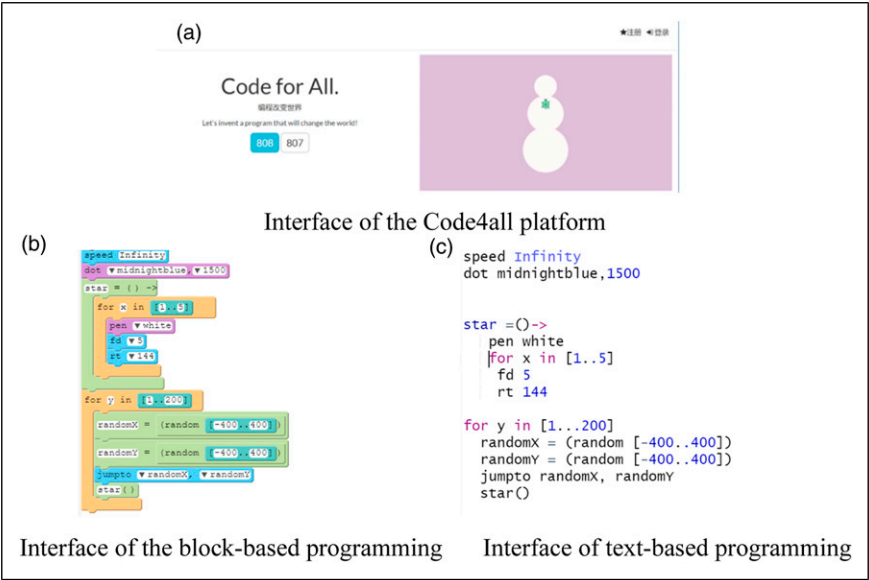 (a)
★注册 登录
Code for All.
编程改变世界
Let's invent a program that will change the world!
808 807
Interface of the Code4all platform
(b)
speed Infinity
dot ▼midnightblue, ▼1500
star = () ->
for x in [1..5]
pen ▼white
fd ▼5
rt ▼144
for y in [1..200]
randomX = (random [-400..400])
randomY = (random [-400..400])
jumpto ▼randomX, ▼randomY
star()
Interface of the block-based programming
(c)
speed Infinity
dot midnightblue,1500
star =()->
pen white
for x in [1..5]
fd 5
rt 144
for y in [1...200]
randomX = (random [-400..400])
randomY = (random [-400..400])
jumpto randomX, randomY
star()
Interface of text-based programming